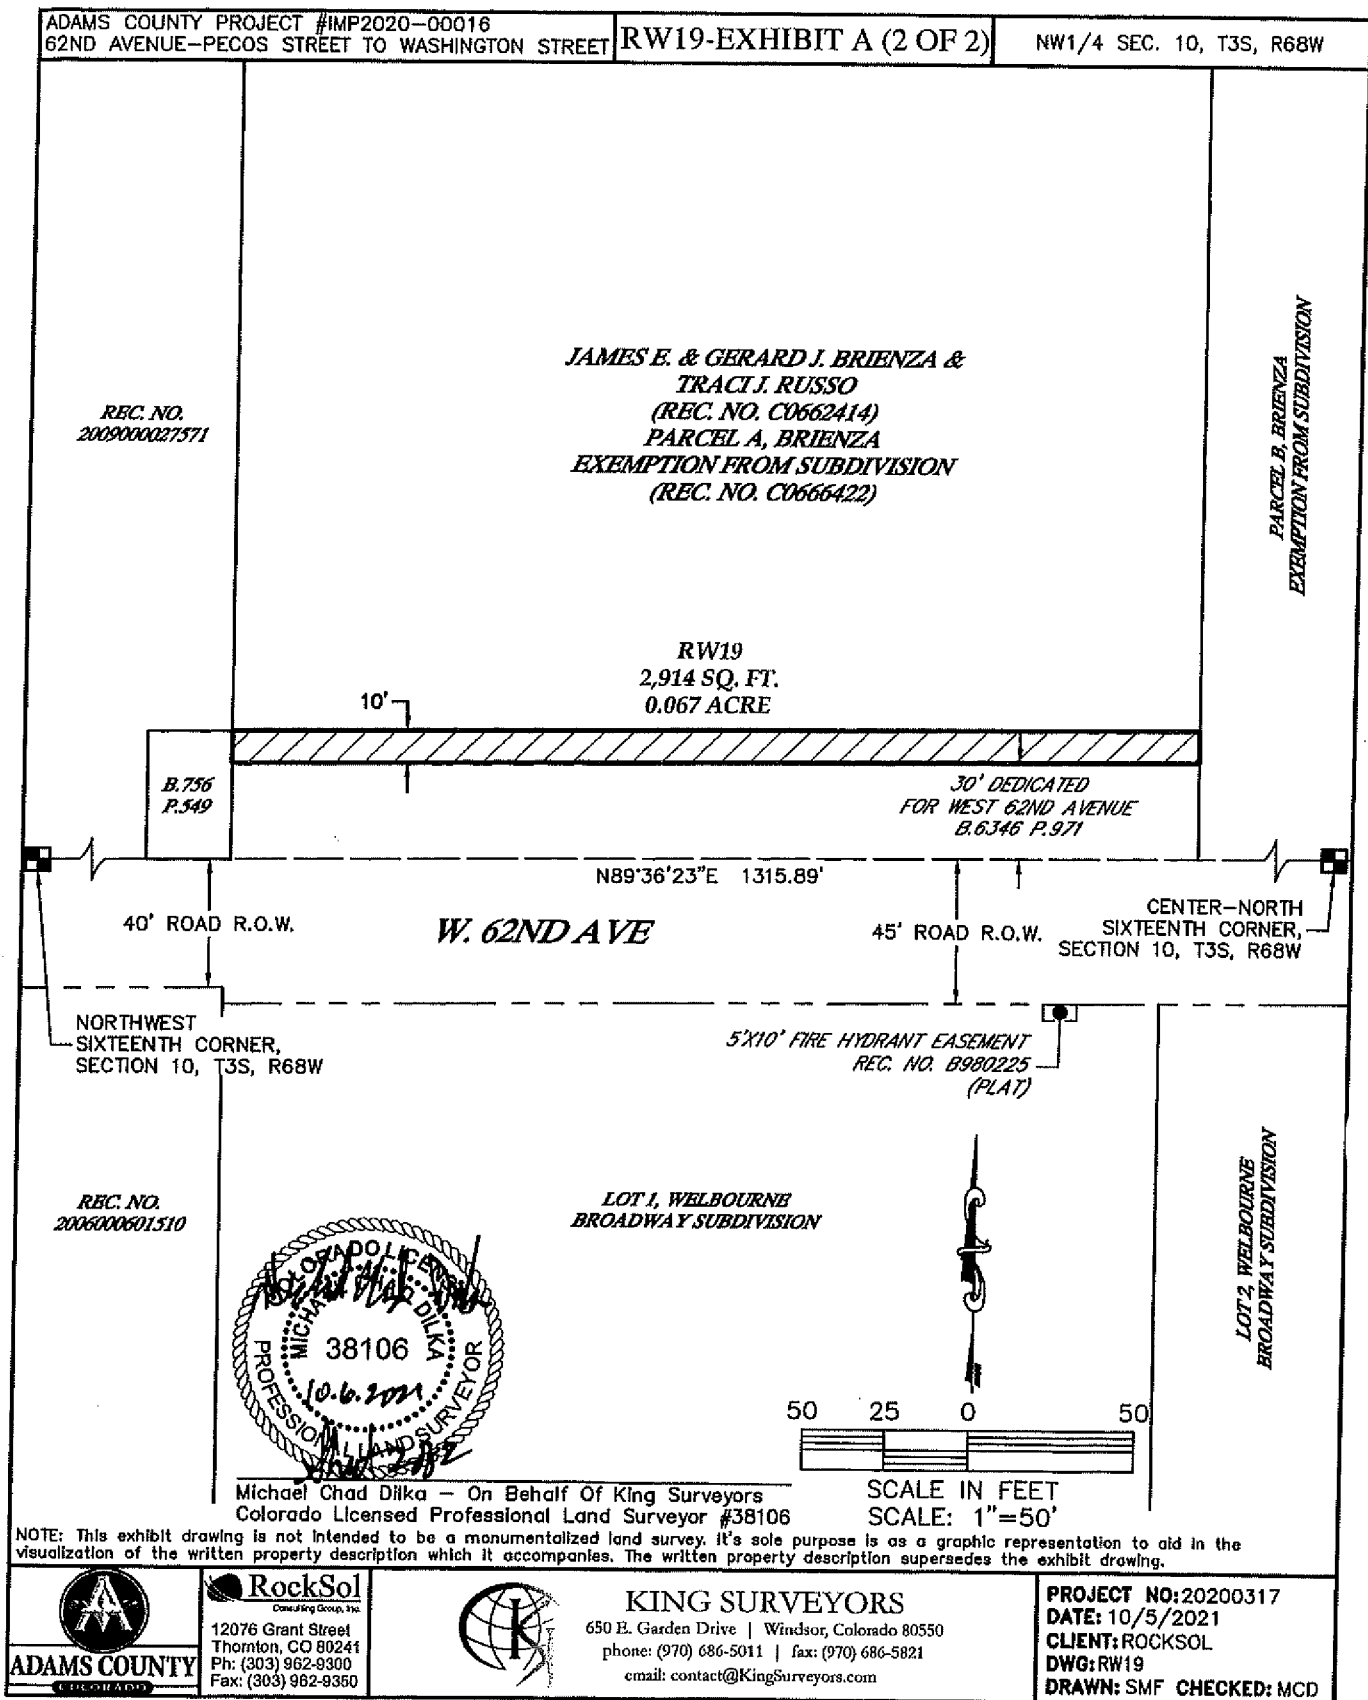 ADAMS COUNTY PROJECT #IMP2020-00016
62ND AVENUE-PECOS STREET TO WASHINGTON STREET
RW19-EXHIBIT A (2 OF 2)
NW1/4 SEC. 10, T3S, R68W
JAMES E. & GERARD J. BRIENZA &
TRACI J. RUSSO
(REC. NO. C0662414)
PARCEL A, BRIENZA
EXEMPTION FROM SUBDIVISION
(REC. NO. C0666422)
REC. NO.
2009000027571
PARCEL B, BRIENZA
EXEMPTION FROM SUBDIVISION
RW19
2,914 SQ. FT.
0.067 ACRE
10'
B.756
P.549
30' DEDICATED
FOR WEST 62ND AVENUE
B.6346 P.971
N89°36'23"E 1315.89'
40' ROAD R.O.W.
W. 62ND AVE
45' ROAD R.O.W.
CENTER-NORTH
SIXTEENTH CORNER,
SECTION 10, T3S, R68W
NORTHWEST
SIXTEENTH CORNER,
SECTION 10, T3S, R68W
5'X10' FIRE HYDRANT EASEMENT
REC. NO. B980225
(PLAT)
REC. NO.
2006000601510
LOT 1, WELBOURNE
BROADWAY SUBDIVISION
LOT 2, WELBOURNE
BROADWAY SUBDIVISION
COLORADO LICENSED
MICHAEL CHAD DILKA
38106
10.6.2021
PROFESSIONAL LAND SURVEYOR
50 25 0 50
SCALE IN FEET
SCALE: 1"=50'
Michael Chad Dilka - On Behalf Of King Surveyors
Colorado Licensed Professional Land Surveyor #38106
NOTE: This exhibit drawing is not intended to be a monumentalized land survey. It's sole purpose is as a graphic representation to aid in the
visualization of the written property description which it accompanies. The written property description supersedes the exhibit drawing.
ADAMS COUNTY
COLORADO
RockSol
Consulting Group, Inc.
12076 Grant Street
Thornton, CO 80241
Ph: (303) 962-9300
Fax: (303) 962-9350
KING SURVEYORS
650 E. Garden Drive | Windsor, Colorado 80550
phone: (970) 686-5011 | fax: (970) 686-5821
email: contact@KingSurveyors.com
PROJECT NO: 20200317
DATE: 10/5/2021
CLIENT: ROCKSOL
DWG: RW19
DRAWN: SMF CHECKED: MCD